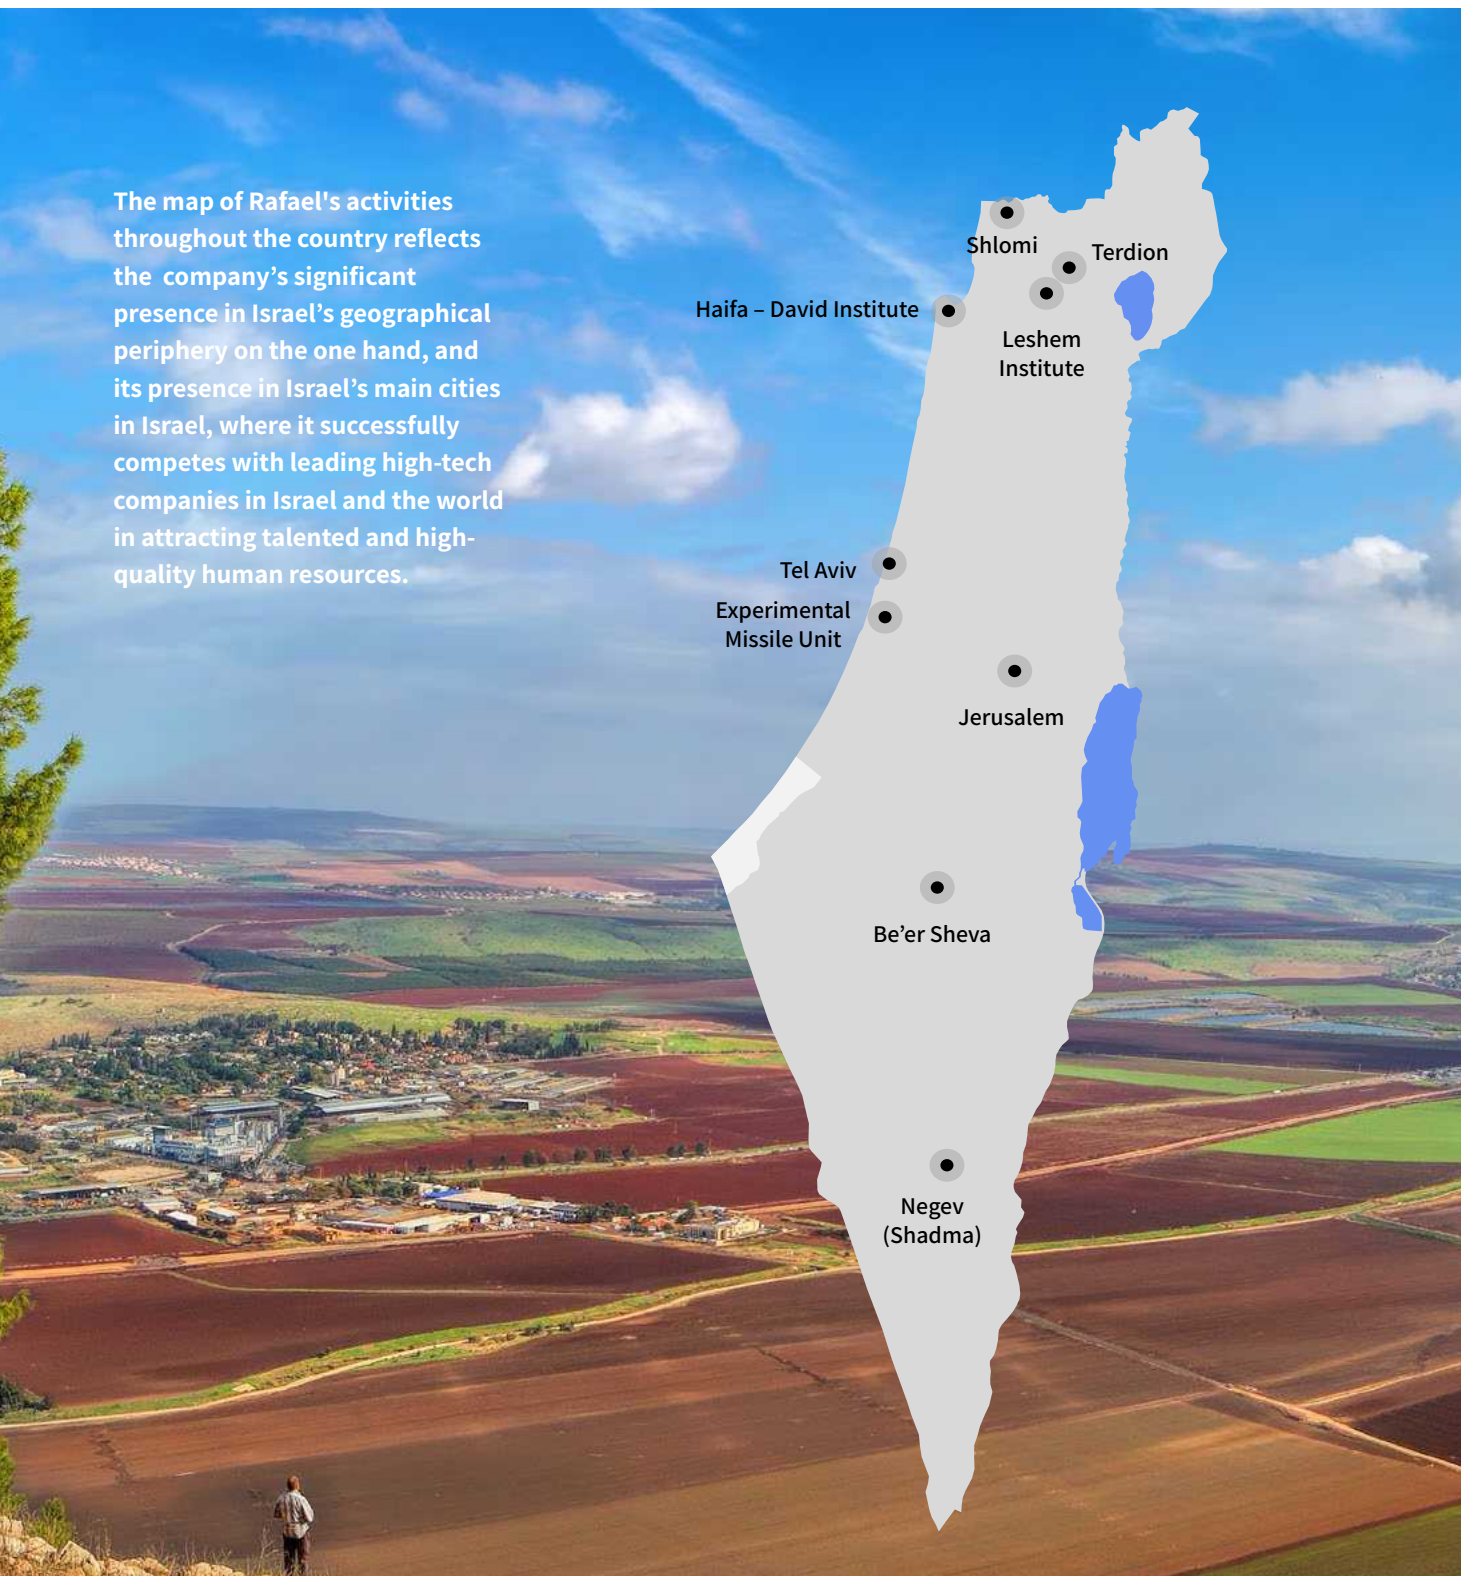 The map of Rafael's activities
throughout the country reflects
the  company’s significant
presence in Israel’s geographical
periphery on the one hand, and
its presence in Israel’s main cities
in Israel, where it successfully
competes with leading high-tech
companies in Israel and the world
in attracting talented and high-
quality human resources.
Shlomi
Terdion
Haifa – David Institute
Leshem
Institute
Tel Aviv
Experimental
Missile Unit
Jerusalem
Be’er Sheva
Negev
(Shadma)